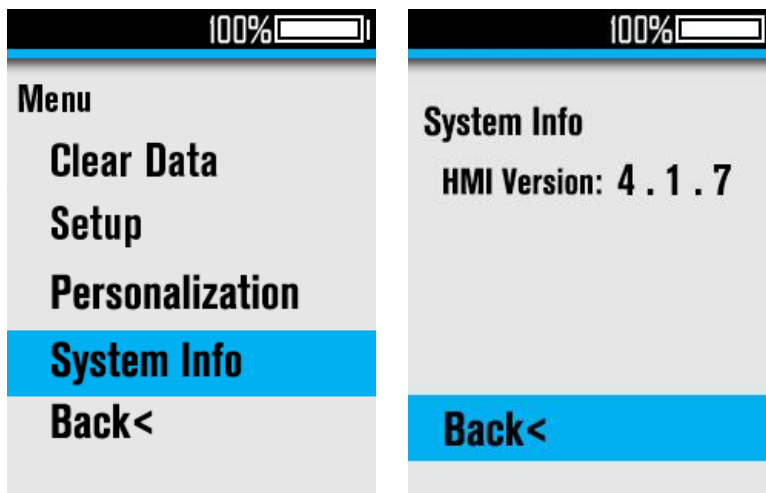 100%
Menu
Clear Data
Setup
Personalization
System Info
Back<
100%
System Info
HMI Version: 4 . 1 . 7
Back<